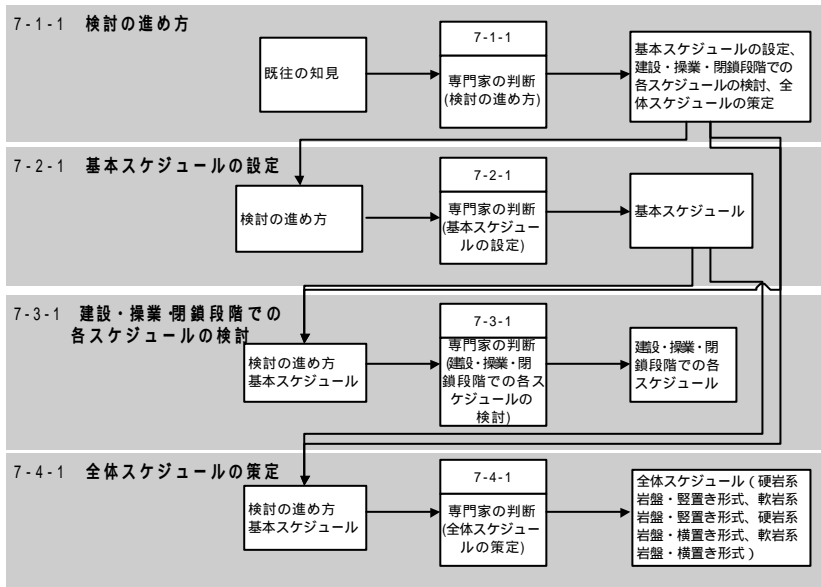 7-1-1 検討の進め方
既往の知見
7-1-1
専門家の判断
(検討の進め方)
基本スケジュールの設定、
建設・操業・閉鎖段階での
各スケジュールの検討、全
体スケジュールの策定
7-2-1 基本スケジュールの設定
検討の進め方
7-2-1
専門家の判断
(基本スケジュー
ルの設定)
基本スケジュール
7-3-1 建設・操業・閉鎖段階での
各スケジュールの検討
検討の進め方
基本スケジュール
7-3-1
専門家の判断
(建設・操業・閉
鎖段階での各ス
ケジュールの
検討)
建設・操業・閉
鎖段階での各
スケジュール
7-4-1 全体スケジュールの策定
検討の進め方
基本スケジュール
7-4-1
専門家の判断
(全体スケジュー
ルの策定)
全体スケジュール(硬岩系
岩盤・竪置き形式、軟岩系
岩盤・竪置き形式、硬岩系
岩盤・横置き形式、軟岩系
岩盤・横置き形式)